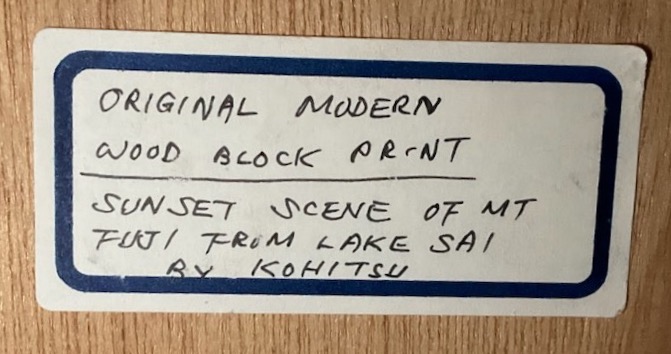 ORIGINAL MODERN
WOOD BLOCK PRINT
SUNSET SCENE OF MT
FUJI FROM LAKE SAI
BY KOHITSU